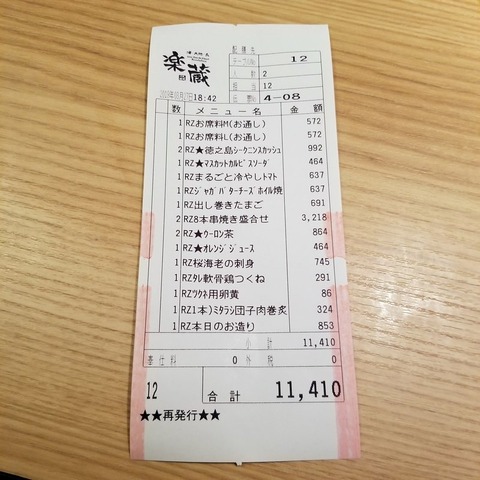 楽蔵
配膳先
テーブルNo 12
人数 2
担当 12
18:42 伝票No 4-08
数 メニュー名 金額
1 RZお席料M(お通し) 572
1 RZお席料L(お通し) 572
2 RZ★徳之島シークニンスカッシュ 992
1 RZ★マスカットカルピスソーダ 464
1 RZまるごと冷やしトマト 637
1 RZジャガバターチーズホイル焼 637
1 RZ出し巻きたまご 691
2 RZ8本串焼き盛合せ 3,218
2 RZ★ウーロン茶 864
1 RZ★オレンジジュース 464
1 RZ桜海老の刺身 745
1 RZタレ軟骨鶏つくね 291
1 RZツクネ用卵黄 86
1 RZ1本)ミタラシ団子肉巻炙 324
1 RZ本日のお造り 853
小計 11,410
奉仕料 0 外税 0
12 合計 11,410
★★再発行★★